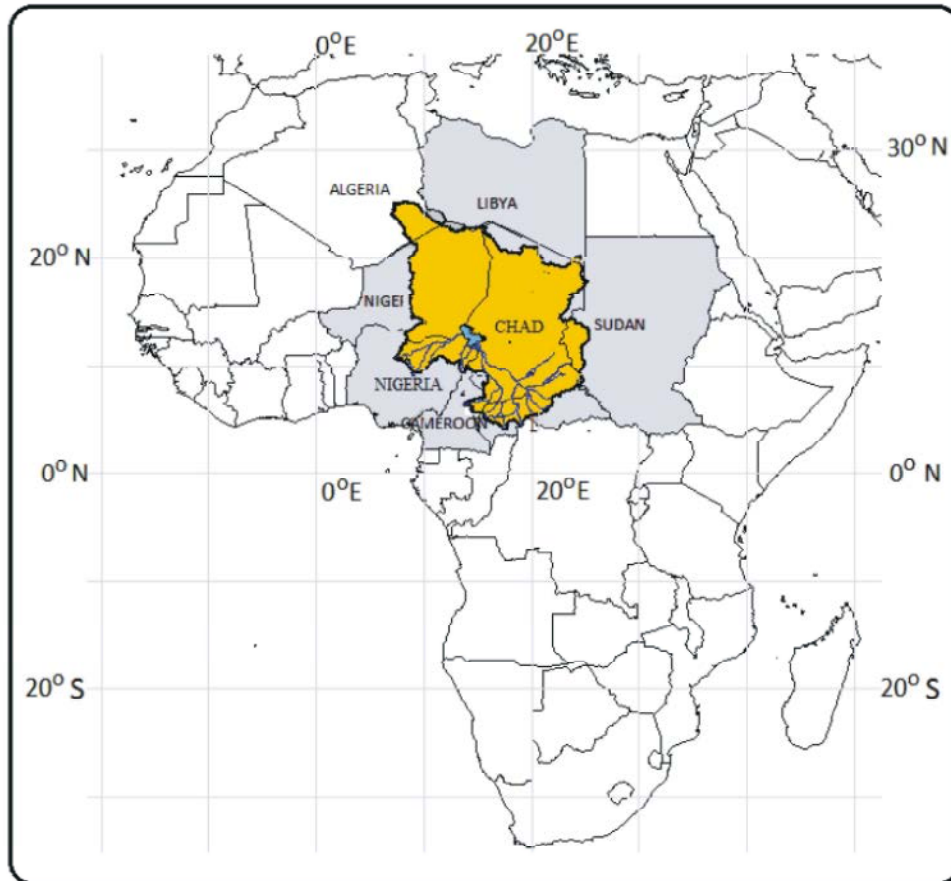 0°E 20°E
30°N
ALGERIA
LIBYA
20°N
NIGEI
CHAD
SUDAN
NIGERIA
CAMEROON
0°N 0°N
0°E 20°E
20°S 20°S